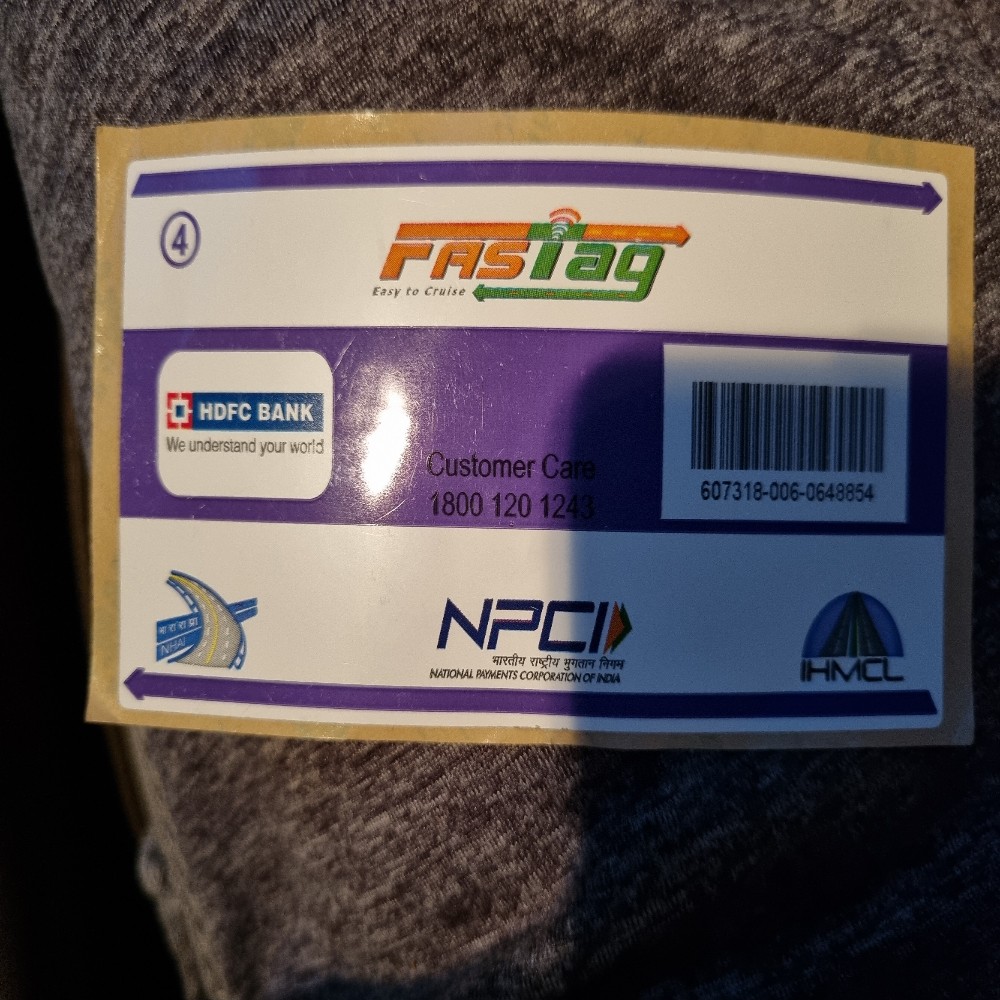 4
FASTag
Easy to Cruise
HDFC BANK
We understand your world
Customer Care
1800 120 1243
607318-006-0648854
भा रा रा प्रा
NHAI
NPCI
भारतीय राष्ट्रीय भुगतान निगम
NATIONAL PAYMENTS CORPORATION OF INDIA
IHMCL